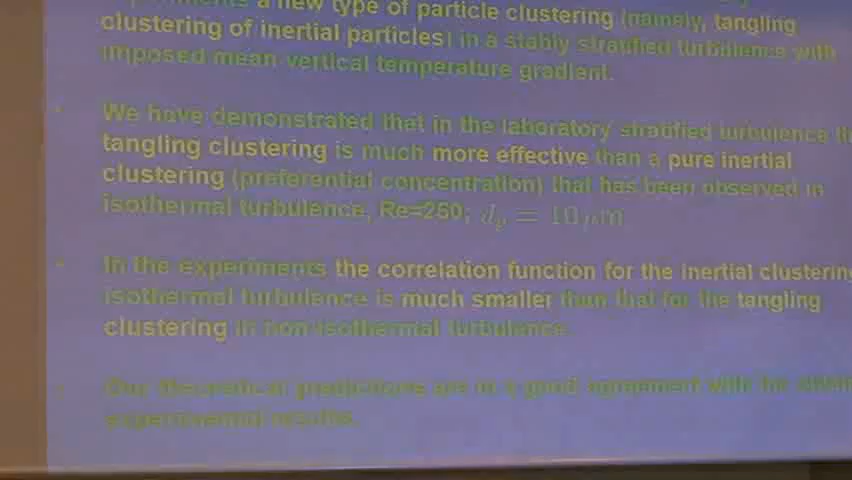 a new type of particle clustering (namely, tangling
clustering of inertial particles) in a stably stratified turbulence with
imposed mean vertical temperature gradient.
We have demonstrated that in the laboratory stratified turbulence
tangling clustering is much more effective than a pure inertial
clustering (preferential concentration) that has been observed in
isothermal turbulence, Re=250; d_p = 10 μm
In the experiments the correlation function for the inertial clustering
isothermal turbulence is much smaller than that for the tangling
clustering in non-isothermal turbulence.
Our theoretical predictions are in a good agreement with the
experimental results.